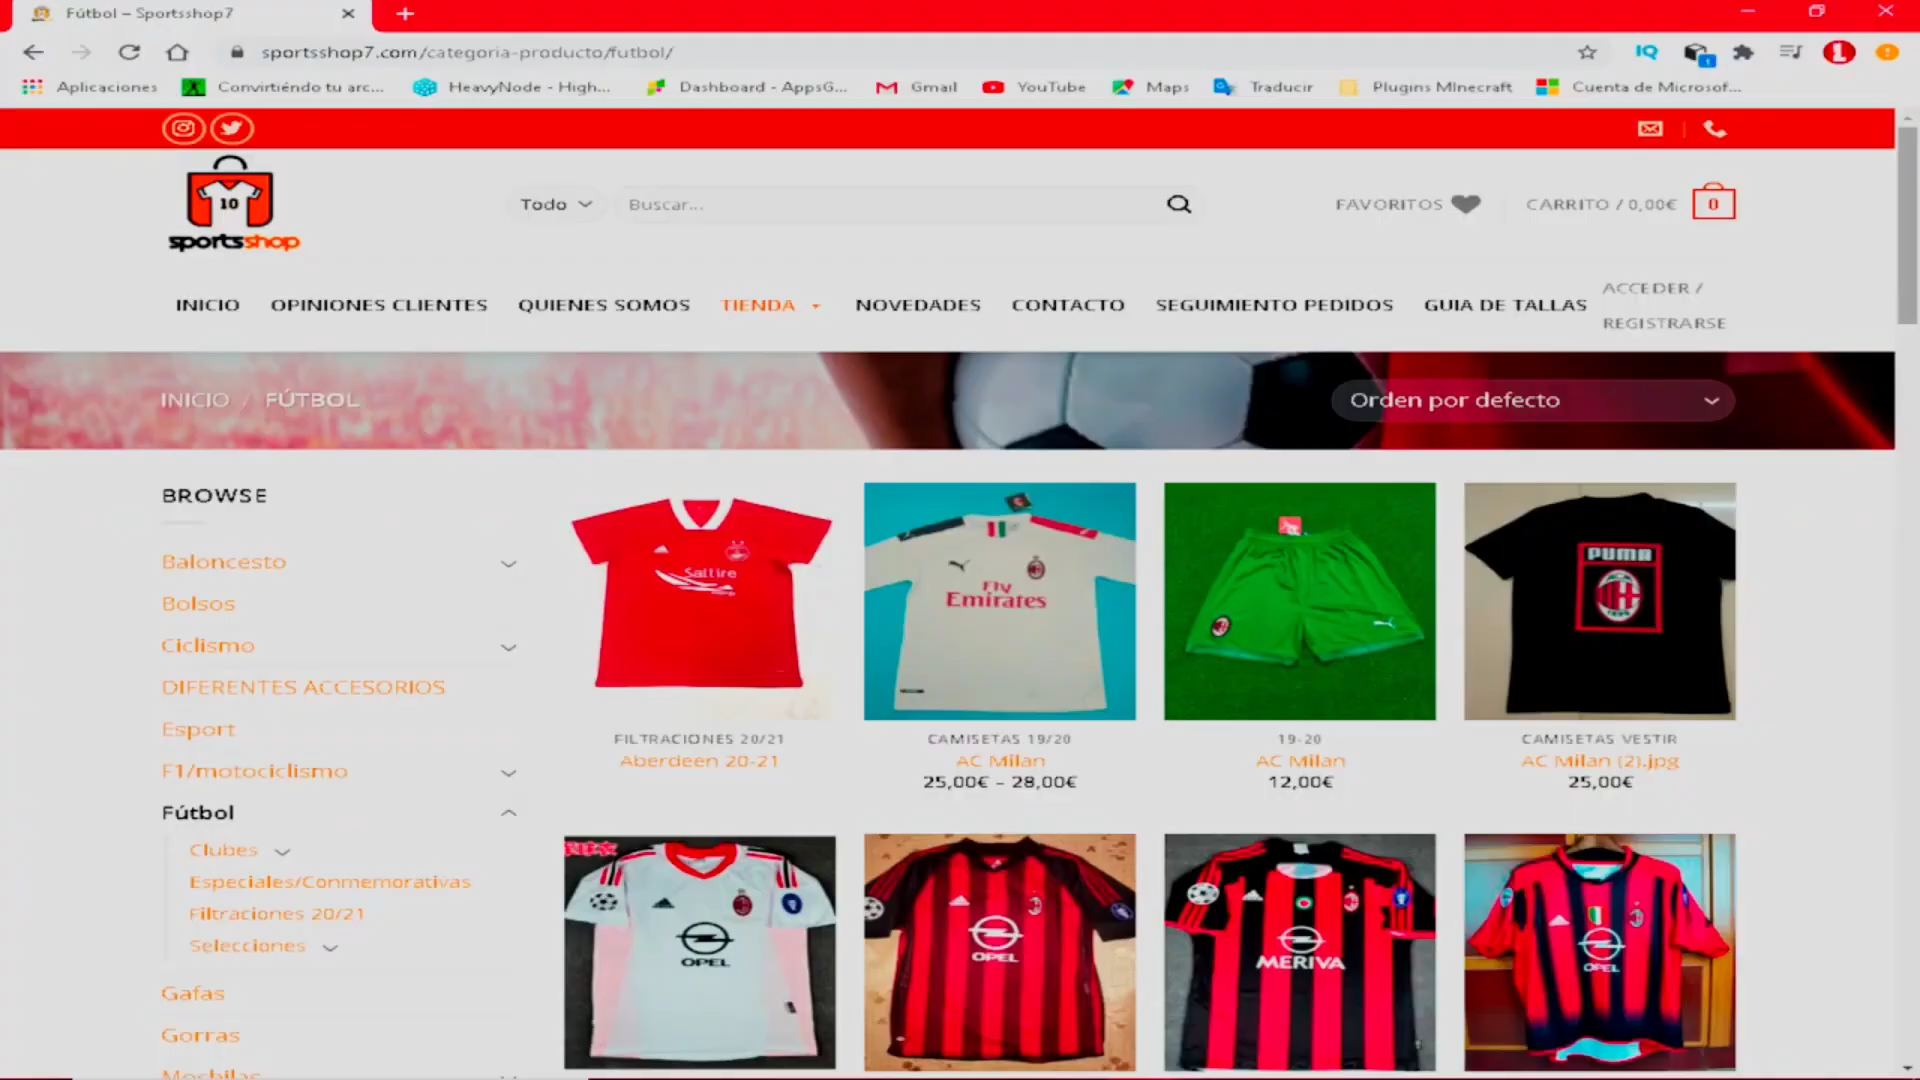 Fútbol – Sportsshop7
sportsshop7.com/categoria-producto/futbol/
Aplicaciones
Convirtiéndo tu arc...
HeavyNode - High...
Dashboard - AppsG...
Gmail
YouTube
Maps
Traducir
Plugins MInecraft
Cuenta de Microsof...
10
sportsshop
Todo
Buscar...
FAVORITOS
CARRITO / 0,00€
0
INICIO
OPINIONES CLIENTES
QUIENES SOMOS
TIENDA
NOVEDADES
CONTACTO
SEGUIMIENTO PEDIDOS
GUIA DE TALLAS
ACCEDER /
REGISTRARSE
INICIO / FÚTBOL
Orden por defecto
BROWSE
Baloncesto
Bolsos
Ciclismo
DIFERENTES ACCESORIOS
Esport
F1/motociclismo
Fútbol
Clubes
Especiales/Conmemorativas
Filtraciones 20/21
Selecciones
Gafas
Gorras
Mochilas
Saltire
FILTRACIONES 20/21
Aberdeen 20-21
Fly
Emirates
CAMISETAS 19/20
AC Milan
25,00€ – 28,00€
19-20
AC Milan
12,00€
PUMA
CAMISETAS VESTIR
AC Milan (2).jpg
25,00€
OPEL
OPEL
MERIVA
OPEL